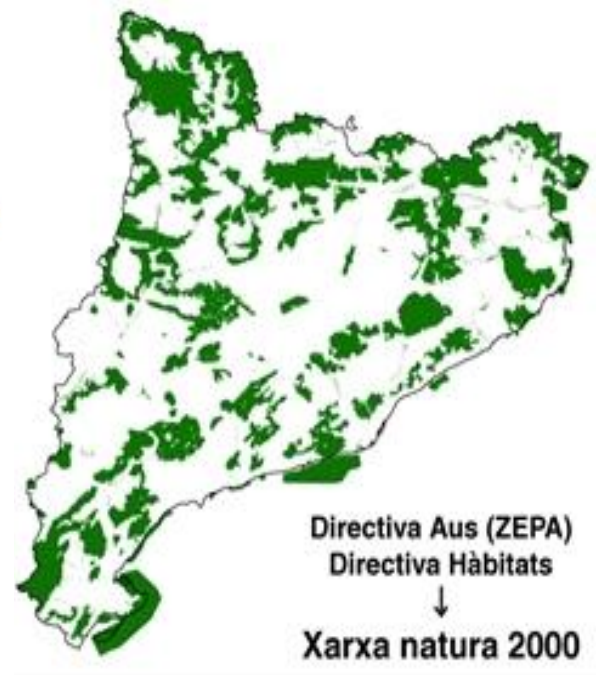 Directiva Aus (ZEPA)
Directiva Hàbitats
↓
Xarxa natura 2000